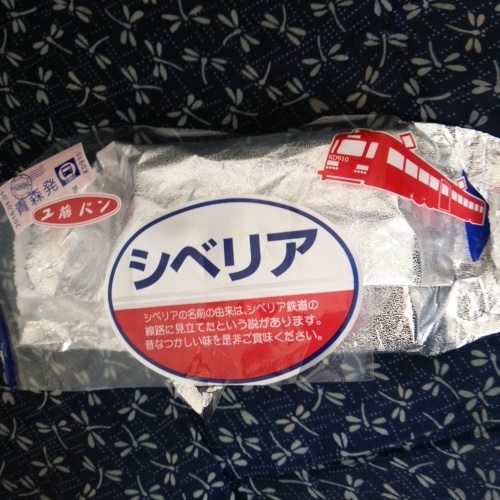 KD910
青森発
工藤パン
シベリア
シベリアの名前の由来は、シベリア鉄道の
線路に見立てたという説があります。
昔なつかしい味を是非ご賞味ください。